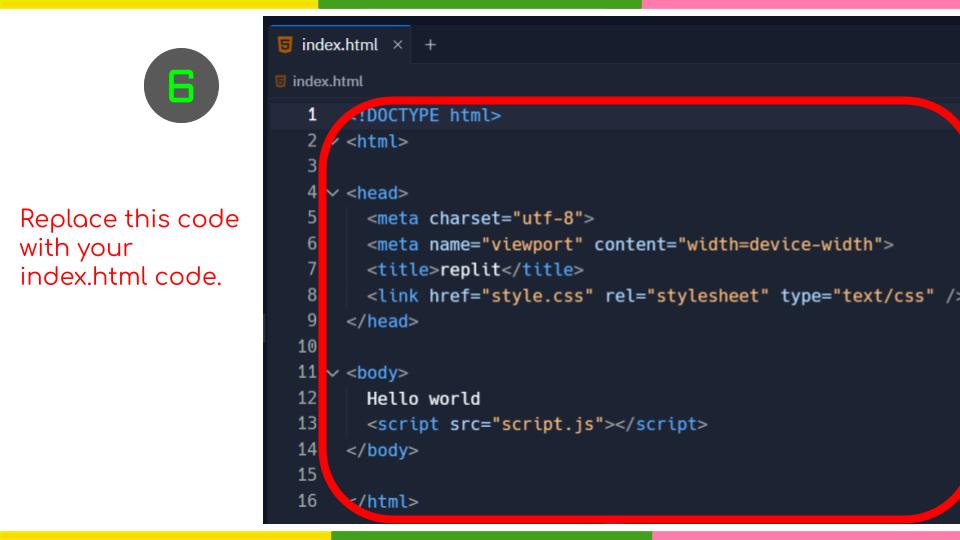 6
Replace this code
with your
index.html code.
index.html × +
index.html
1 <!DOCTYPE html>
2 <html>
3
4 <head>
5 <meta charset="utf-8">
6 <meta name="viewport" content="width=device-width">
7 <title>replit</title>
8 <link href="style.css" rel="stylesheet" type="text/css" />
9 </head>
10
11 <body>
12 Hello world
13 <script src="script.js"></script>
14 </body>
15
16 </html>